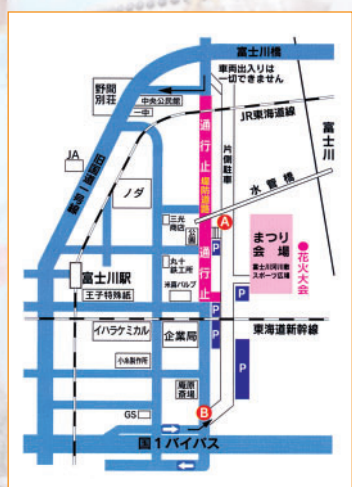 富士川橋
車両出入りは
一切できません
野間
別荘
中央公民館
一中
JR東海道線
富士川
JA
旧国道一号線
ノダ
通行止
堤防道路
通行止
片側駐車
水管橋
三光
商店
公園
A
P
まつり
会場
富士川河川敷
スポーツ広場
花火大会
丸十
鉄工所
米喜バルブ
富士川駅
王子特殊紙
P
P
東海道新幹線
イハラケミカル
企業局
小糸製作所
P
P
庵原
斎場
GS
B
国1バイパス